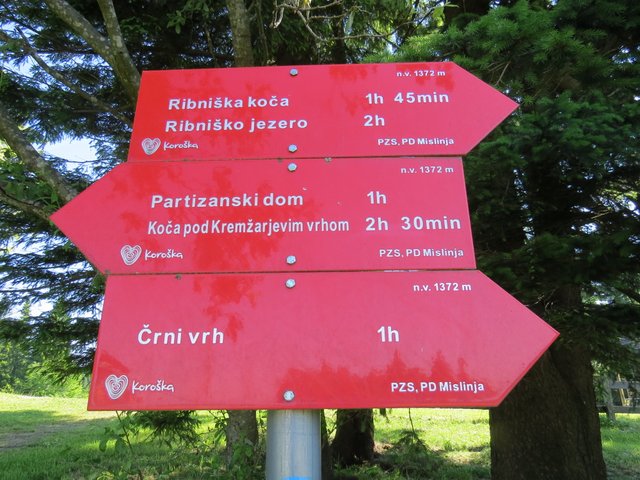 n.v. 1372 m
Ribniška koča 1h 45min
Ribniško jezero 2h
Koroška PZS, PD Mislinja
n.v. 1372 m
Partizanski dom 1h
Koča pod Kremžarjevim vrhom 2h 30min
Koroška PZS, PD Mislinja
n.v. 1372 m
Črni vrh 1h
Koroška PZS, PD Mislinja